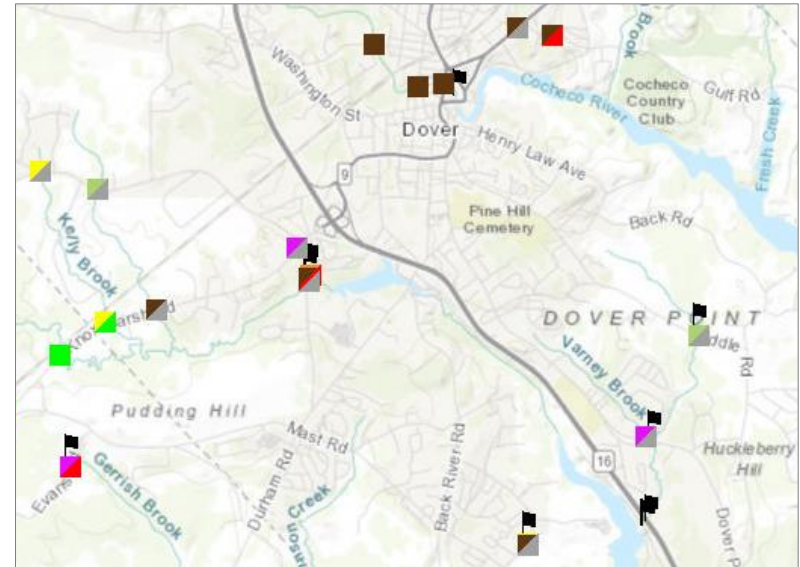 Brook
Washington St
Cocheco River
Cocheco
Country
Club
Gulf Rd
Fresh Creek
Dover
Henry Law Ave
9
Pine Hill
Cemetery
Back Rd
Kelly Brook
DOVER POINT
Rd
Varney Brook
Pudding Hill
Mast Rd
Durham Rd
Back River Rd
16
Huckleberry
Hill
Gerrish Brook
Creek
Dover